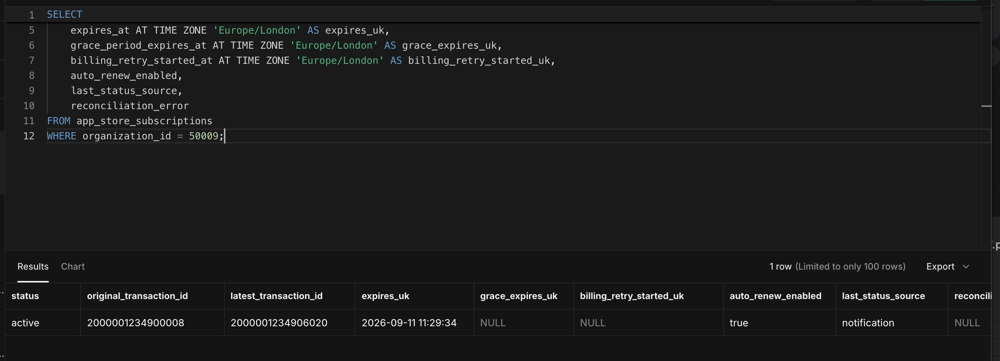 1 SELECT
5 expires_at AT TIME ZONE 'Europe/London' AS expires_uk,
6 grace_period_expires_at AT TIME ZONE 'Europe/London' AS grace_expires_uk,
7 billing_retry_started_at AT TIME ZONE 'Europe/London' AS billing_retry_started_uk,
8 auto_renew_enabled,
9 last_status_source,
10 reconciliation_error
11 FROM app_store_subscriptions
12 WHERE organization_id = 50009;
Results Chart 1 row (Limited to only 100 rows) Export
status original_transaction_id latest_transaction_id expires_uk grace_expires_uk billing_retry_started_uk auto_renew_enabled last_status_source reconcili
active 2000001234900008 2000001234906020 2026-09-11 11:29:34 NULL NULL true notification NULL